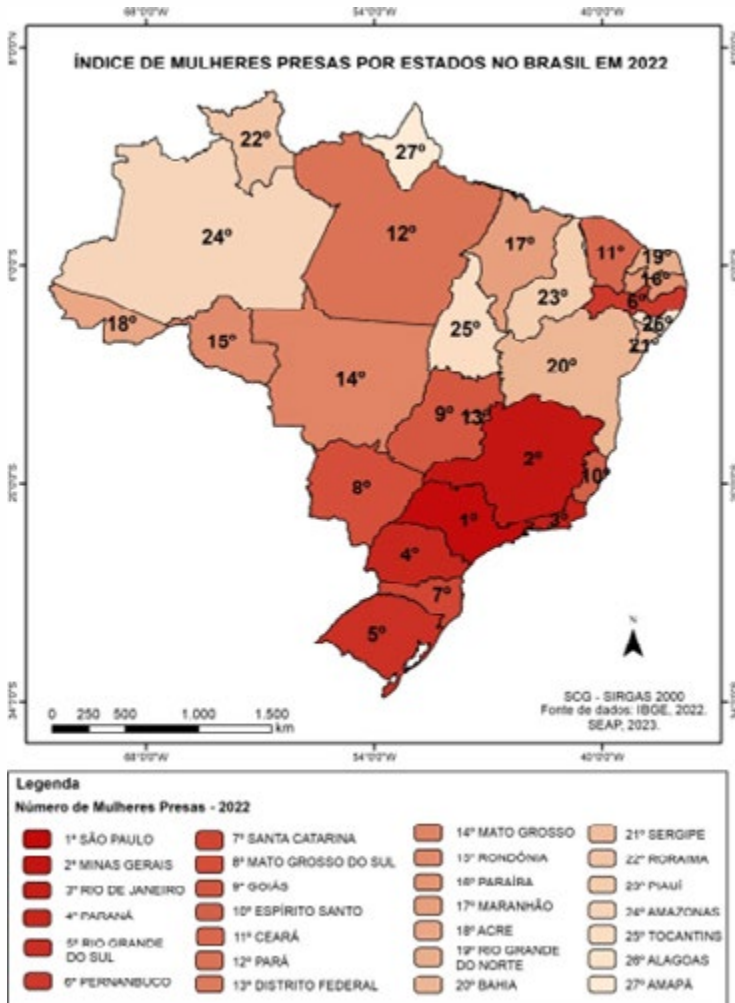 68°0'0"W 54°0'0"W 40°0'0"W
ÍNDICE DE MULHERES PRESAS POR ESTADOS NO BRASIL EM 2022
22º
27º
24º
12º
17º
11º
19º
16º
6º
23º
26º
21º
18º
15º
25º
20º
14º
9º 13º
2º
8º
10º
1º
3º
4º
7º
5º
N
SCG - SIRGAS 2000
Fonte de dados: IBGE, 2022.
SEAP, 2023.
0 250 500 1.000 1.500
km
68°0'0"W 54°0'0"W 40°0'0"W
Legenda
Número de Mulheres Presas - 2022
1º SÃO PAULO
2º MINAS GERAIS
3º RIO DE JANEIRO
4º PARANÁ
5º RIO GRANDE
DO SUL
6º PERNANBUCO
7º SANTA CATARINA
8º MATO GROSSO DO SUL
9º GOIÁS
10º ESPÍRITO SANTO
11º CEARÁ
12º PARÁ
13º DISTRITO FEDERAL
14º MATO GROSSO
15º RONDÔNIA
16º PARAÍBA
17º MARANHÃO
18º ACRE
19º RIO GRANDE
DO NORTE
20º BAHIA
21º SERGIPE
22º RORAIMA
23º PIAUÍ
24º AMAZONAS
25º TOCANTINS
26º ALAGOAS
27º AMAPÁ